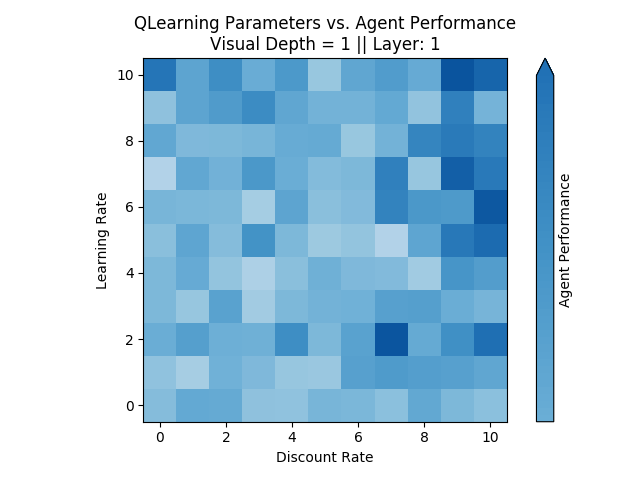 QLearning Parameters vs. Agent Performance
Visual Depth = 1 || Layer: 1
10
8
6
4
2
0
Learning Rate
0 2 4 6 8 10
Discount Rate
Agent Performance